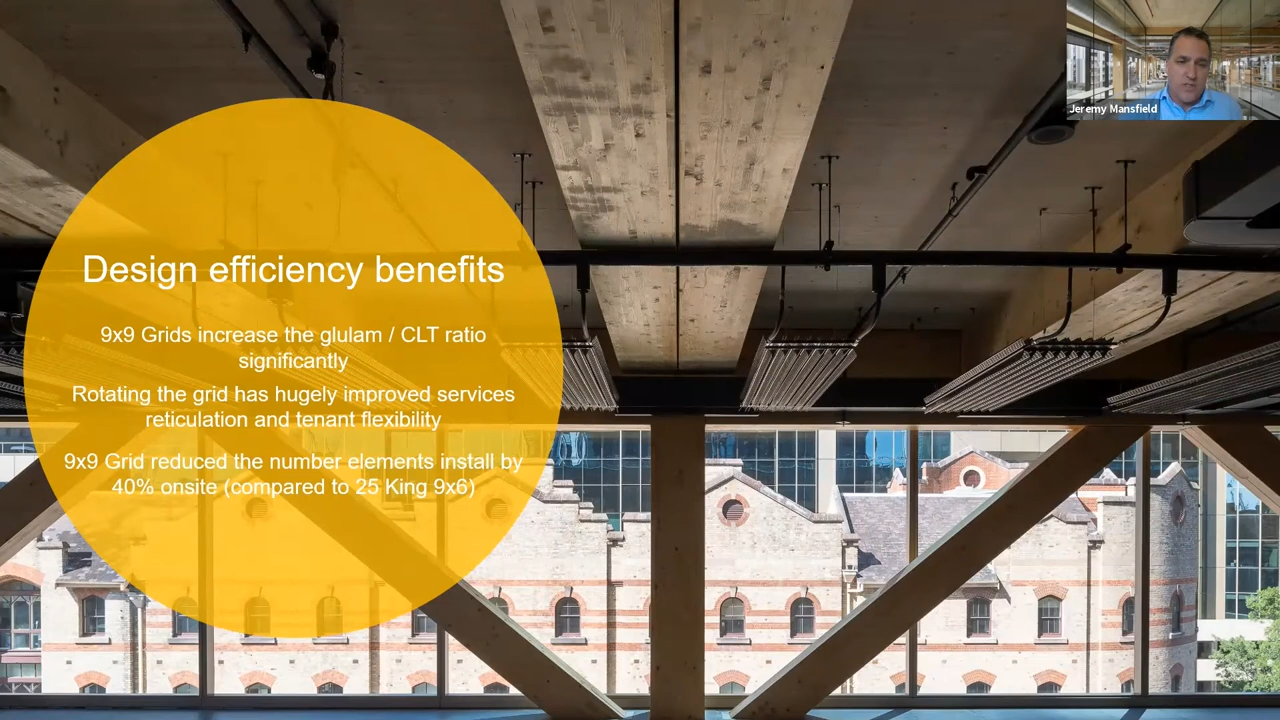 Jeremy Mansfield
Design efficiency benefits
9x9 Grids increase the glulam / CLT ratio
significantly
Rotating the grid has hugely improved services
reticulation and tenant flexibility
9x9 Grid reduced the number elements install by
40% onsite (compared to 25 King 9x6)